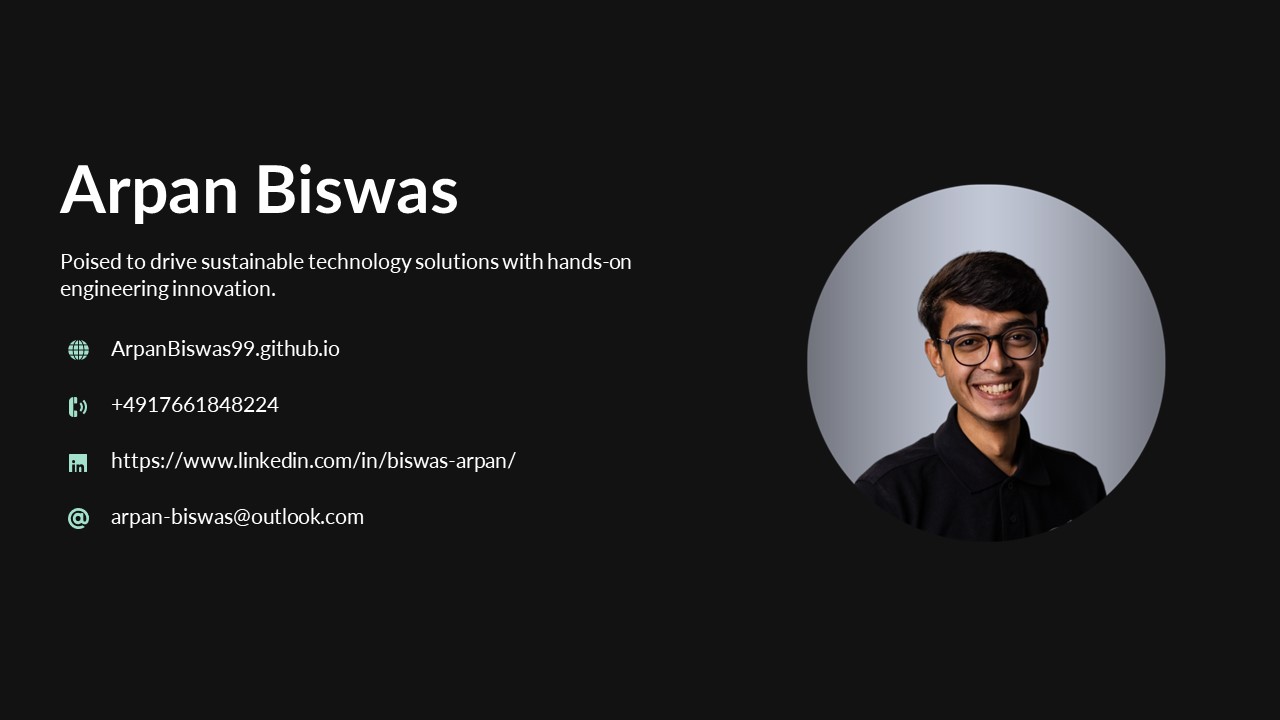 Arpan Biswas
Poised to drive sustainable technology solutions with hands-on
engineering innovation.
ArpanBiswas99.github.io
+4917661848224
https://www.linkedin.com/in/biswas-arpan/
arpan-biswas@outlook.com